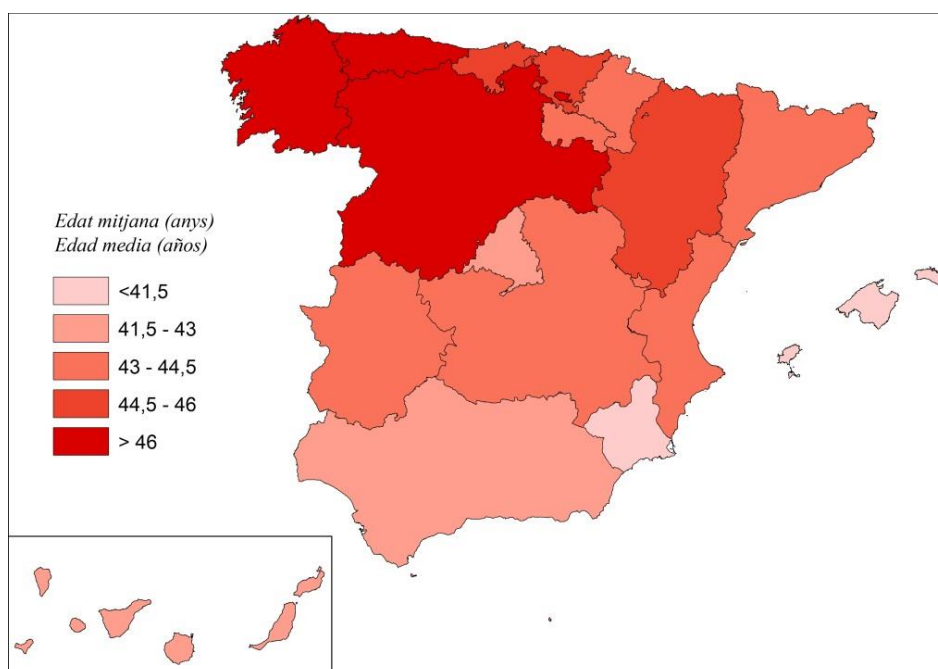 Edat mitjana (anys)
Edad media (años)
<41,5
41,5 - 43
43 - 44,5
44,5 - 46
> 46